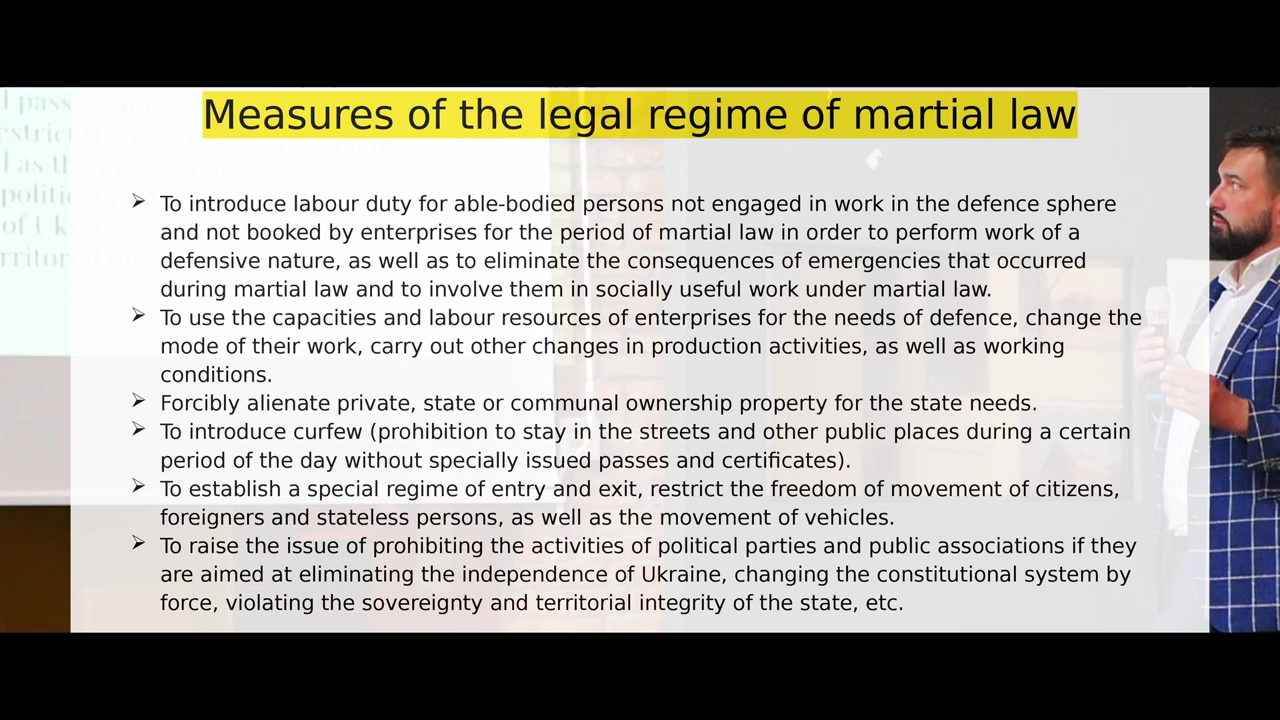 Measures of the legal regime of martial law
➢ To introduce labour duty for able-bodied persons not engaged in work in the defence sphere
and not booked by enterprises for the period of martial law in order to perform work of a
defensive nature, as well as to eliminate the consequences of emergencies that occurred
during martial law and to involve them in socially useful work under martial law.
➢ To use the capacities and labour resources of enterprises for the needs of defence, change the
mode of their work, carry out other changes in production activities, as well as working
conditions.
➢ Forcibly alienate private, state or communal ownership property for the state needs.
➢ To introduce curfew (prohibition to stay in the streets and other public places during a certain
period of the day without specially issued passes and certificates).
➢ To establish a special regime of entry and exit, restrict the freedom of movement of citizens,
foreigners and stateless persons, as well as the movement of vehicles.
➢ To raise the issue of prohibiting the activities of political parties and public associations if they
are aimed at eliminating the independence of Ukraine, changing the constitutional system by
force, violating the sovereignty and territorial integrity of the state, etc.